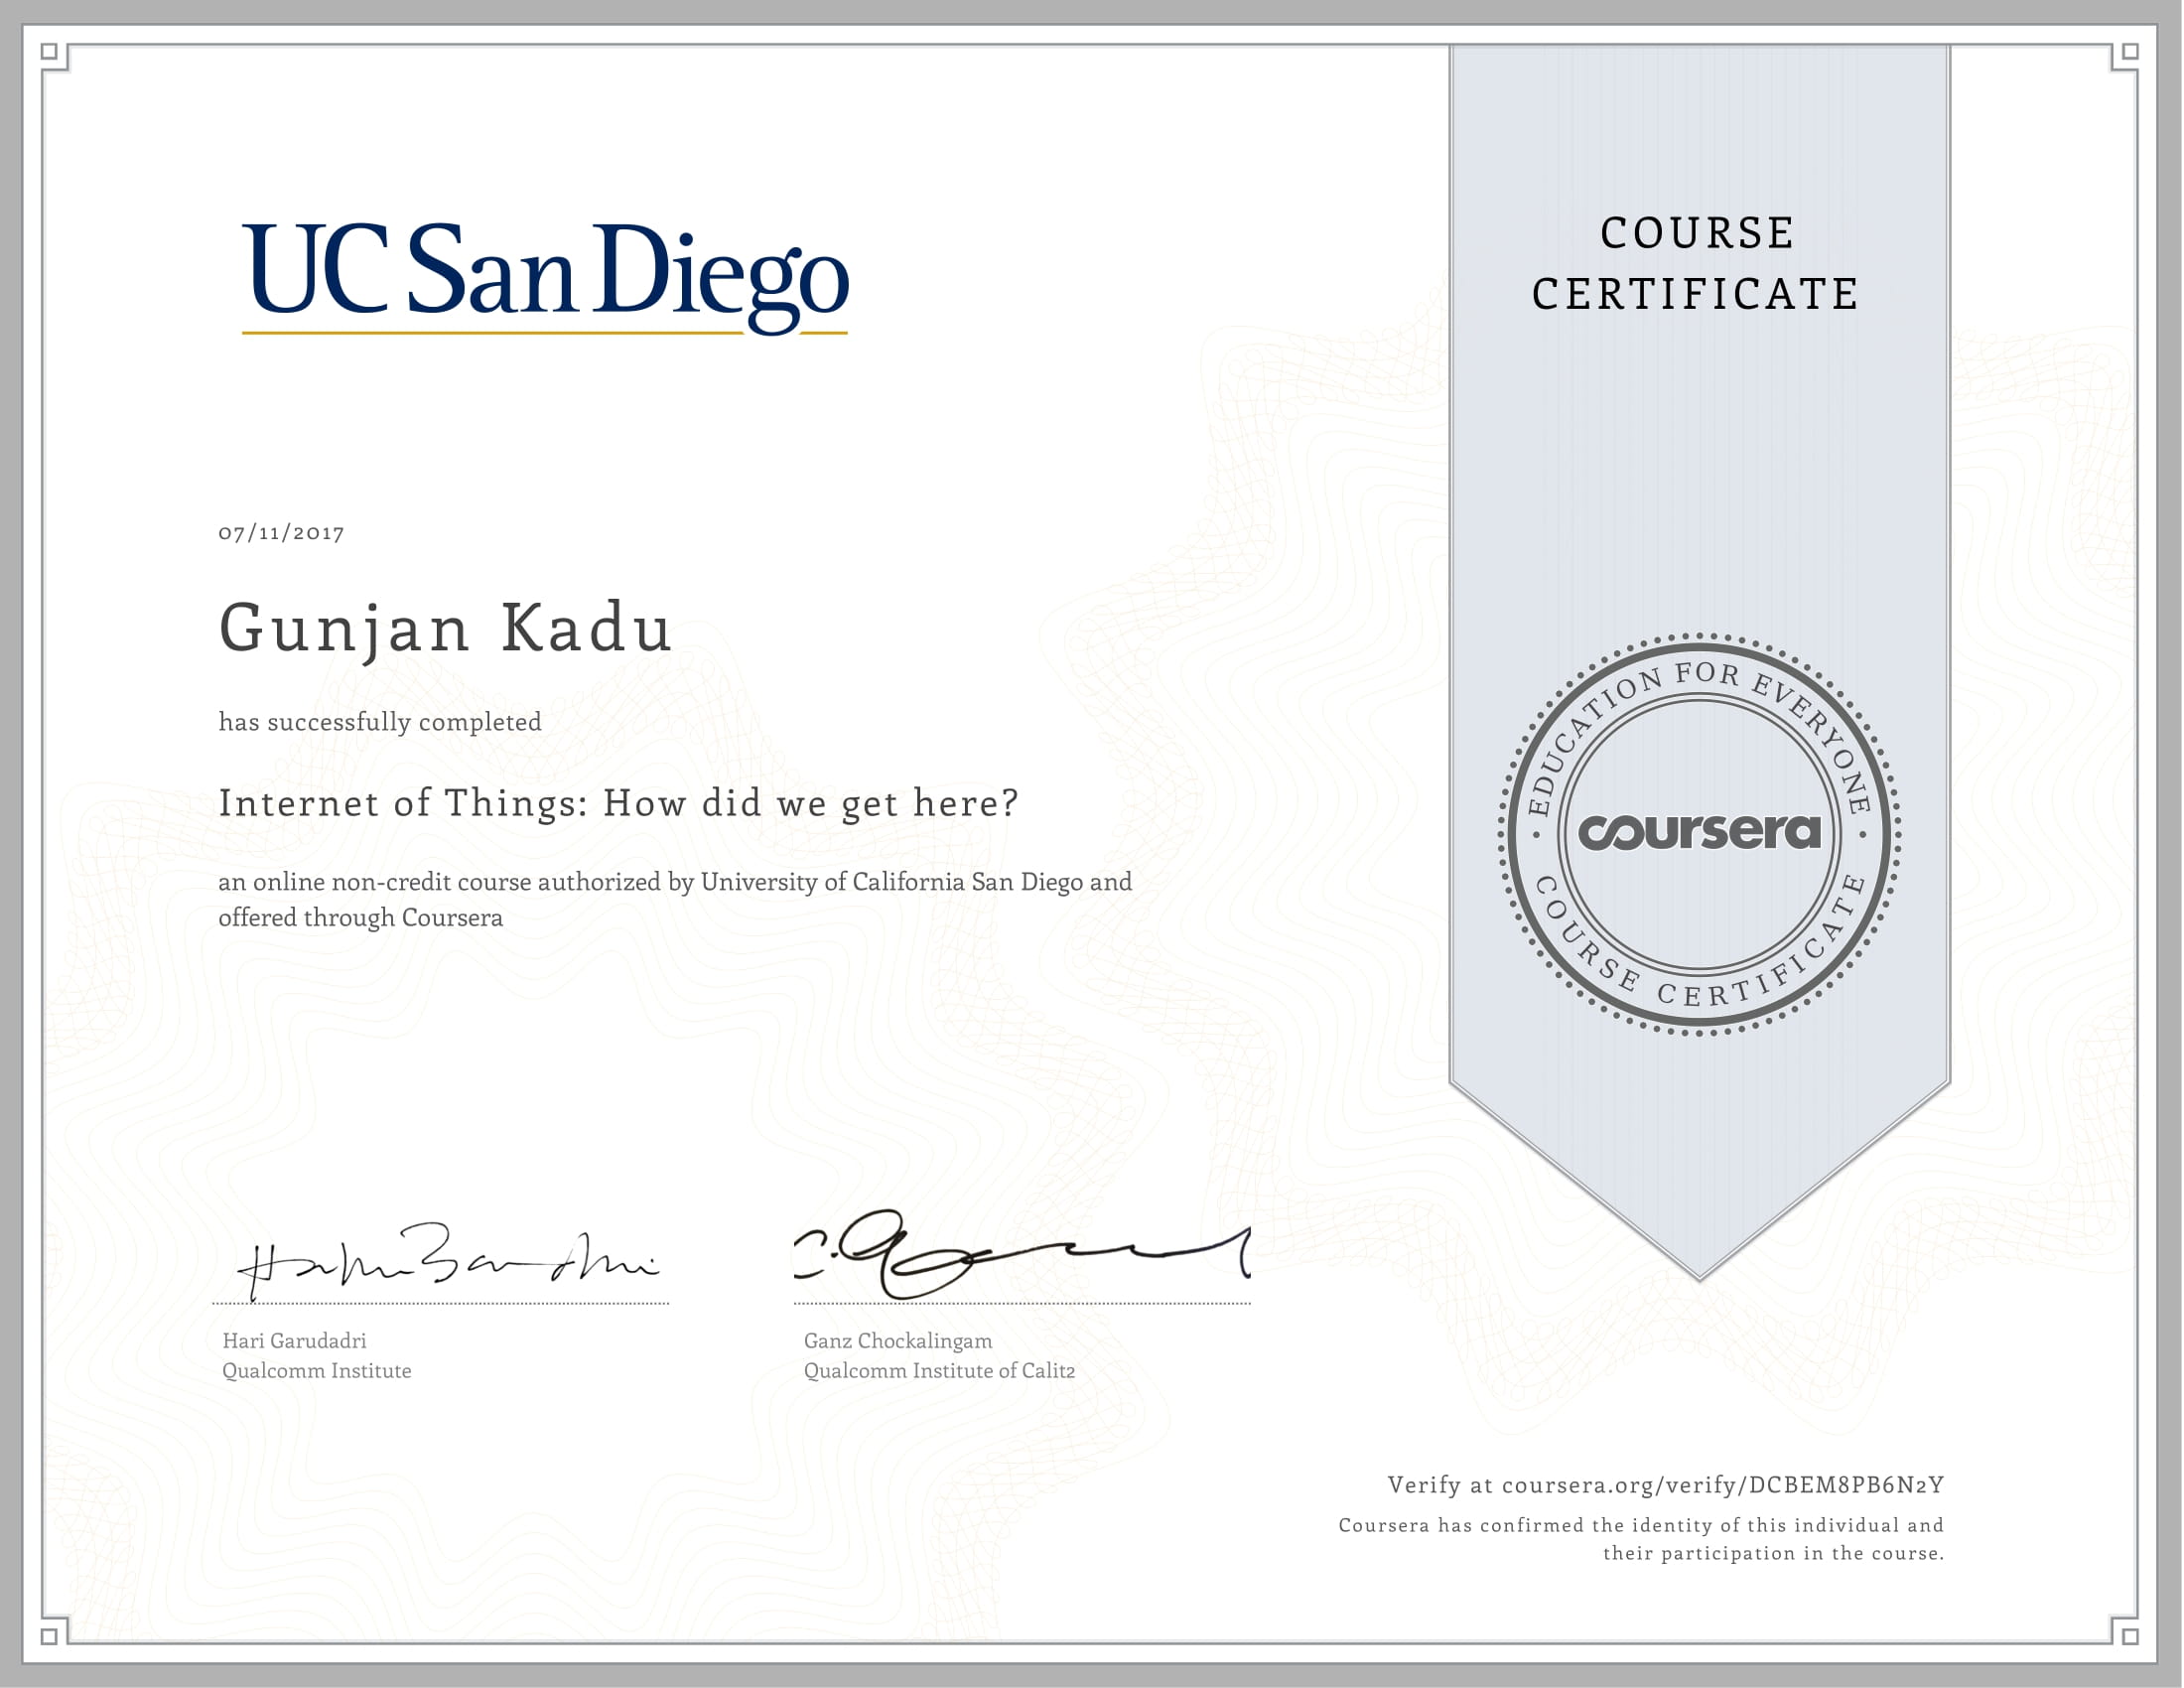 UC San Diego
COURSE
CERTIFICATE
07/11/2017
Gunjan Kadu
has successfully completed
Internet of Things: How did we get here?
an online non-credit course authorized by University of California San Diego and
offered through Coursera
EDUCATION FOR EVERYONE
coursera
COURSE CERTIFICATE
Hari Garudadri
Qualcomm Institute
Ganz Chockalingam
Qualcomm Institute of Calit2
Verify at coursera.org/verify/DCBEM8PB6N2Y
Coursera has confirmed the identity of this individual and
their participation in the course.